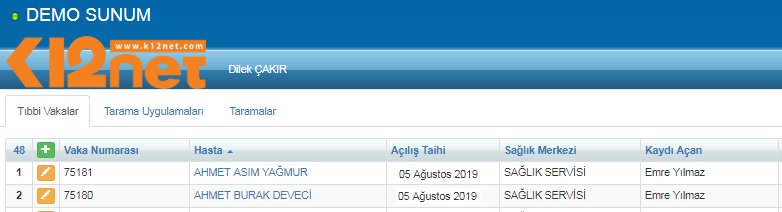 DEMO SUNUM
www.k12net.com
K12net
Dilek ÇAKIR
Tıbbi Vakalar Tarama Uygulamaları Taramalar
48 Vaka Numarası Hasta Açılış Taihi Sağlık Merkezi Kaydı Açan
1 75181 AHMET ASIM YAĞMUR 05 Ağustos 2019 SAĞLIK SERVİSİ Emre Yılmaz
2 75180 AHMET BURAK DEVECİ 05 Ağustos 2019 SAĞLIK SERVİSİ Emre Yılmaz